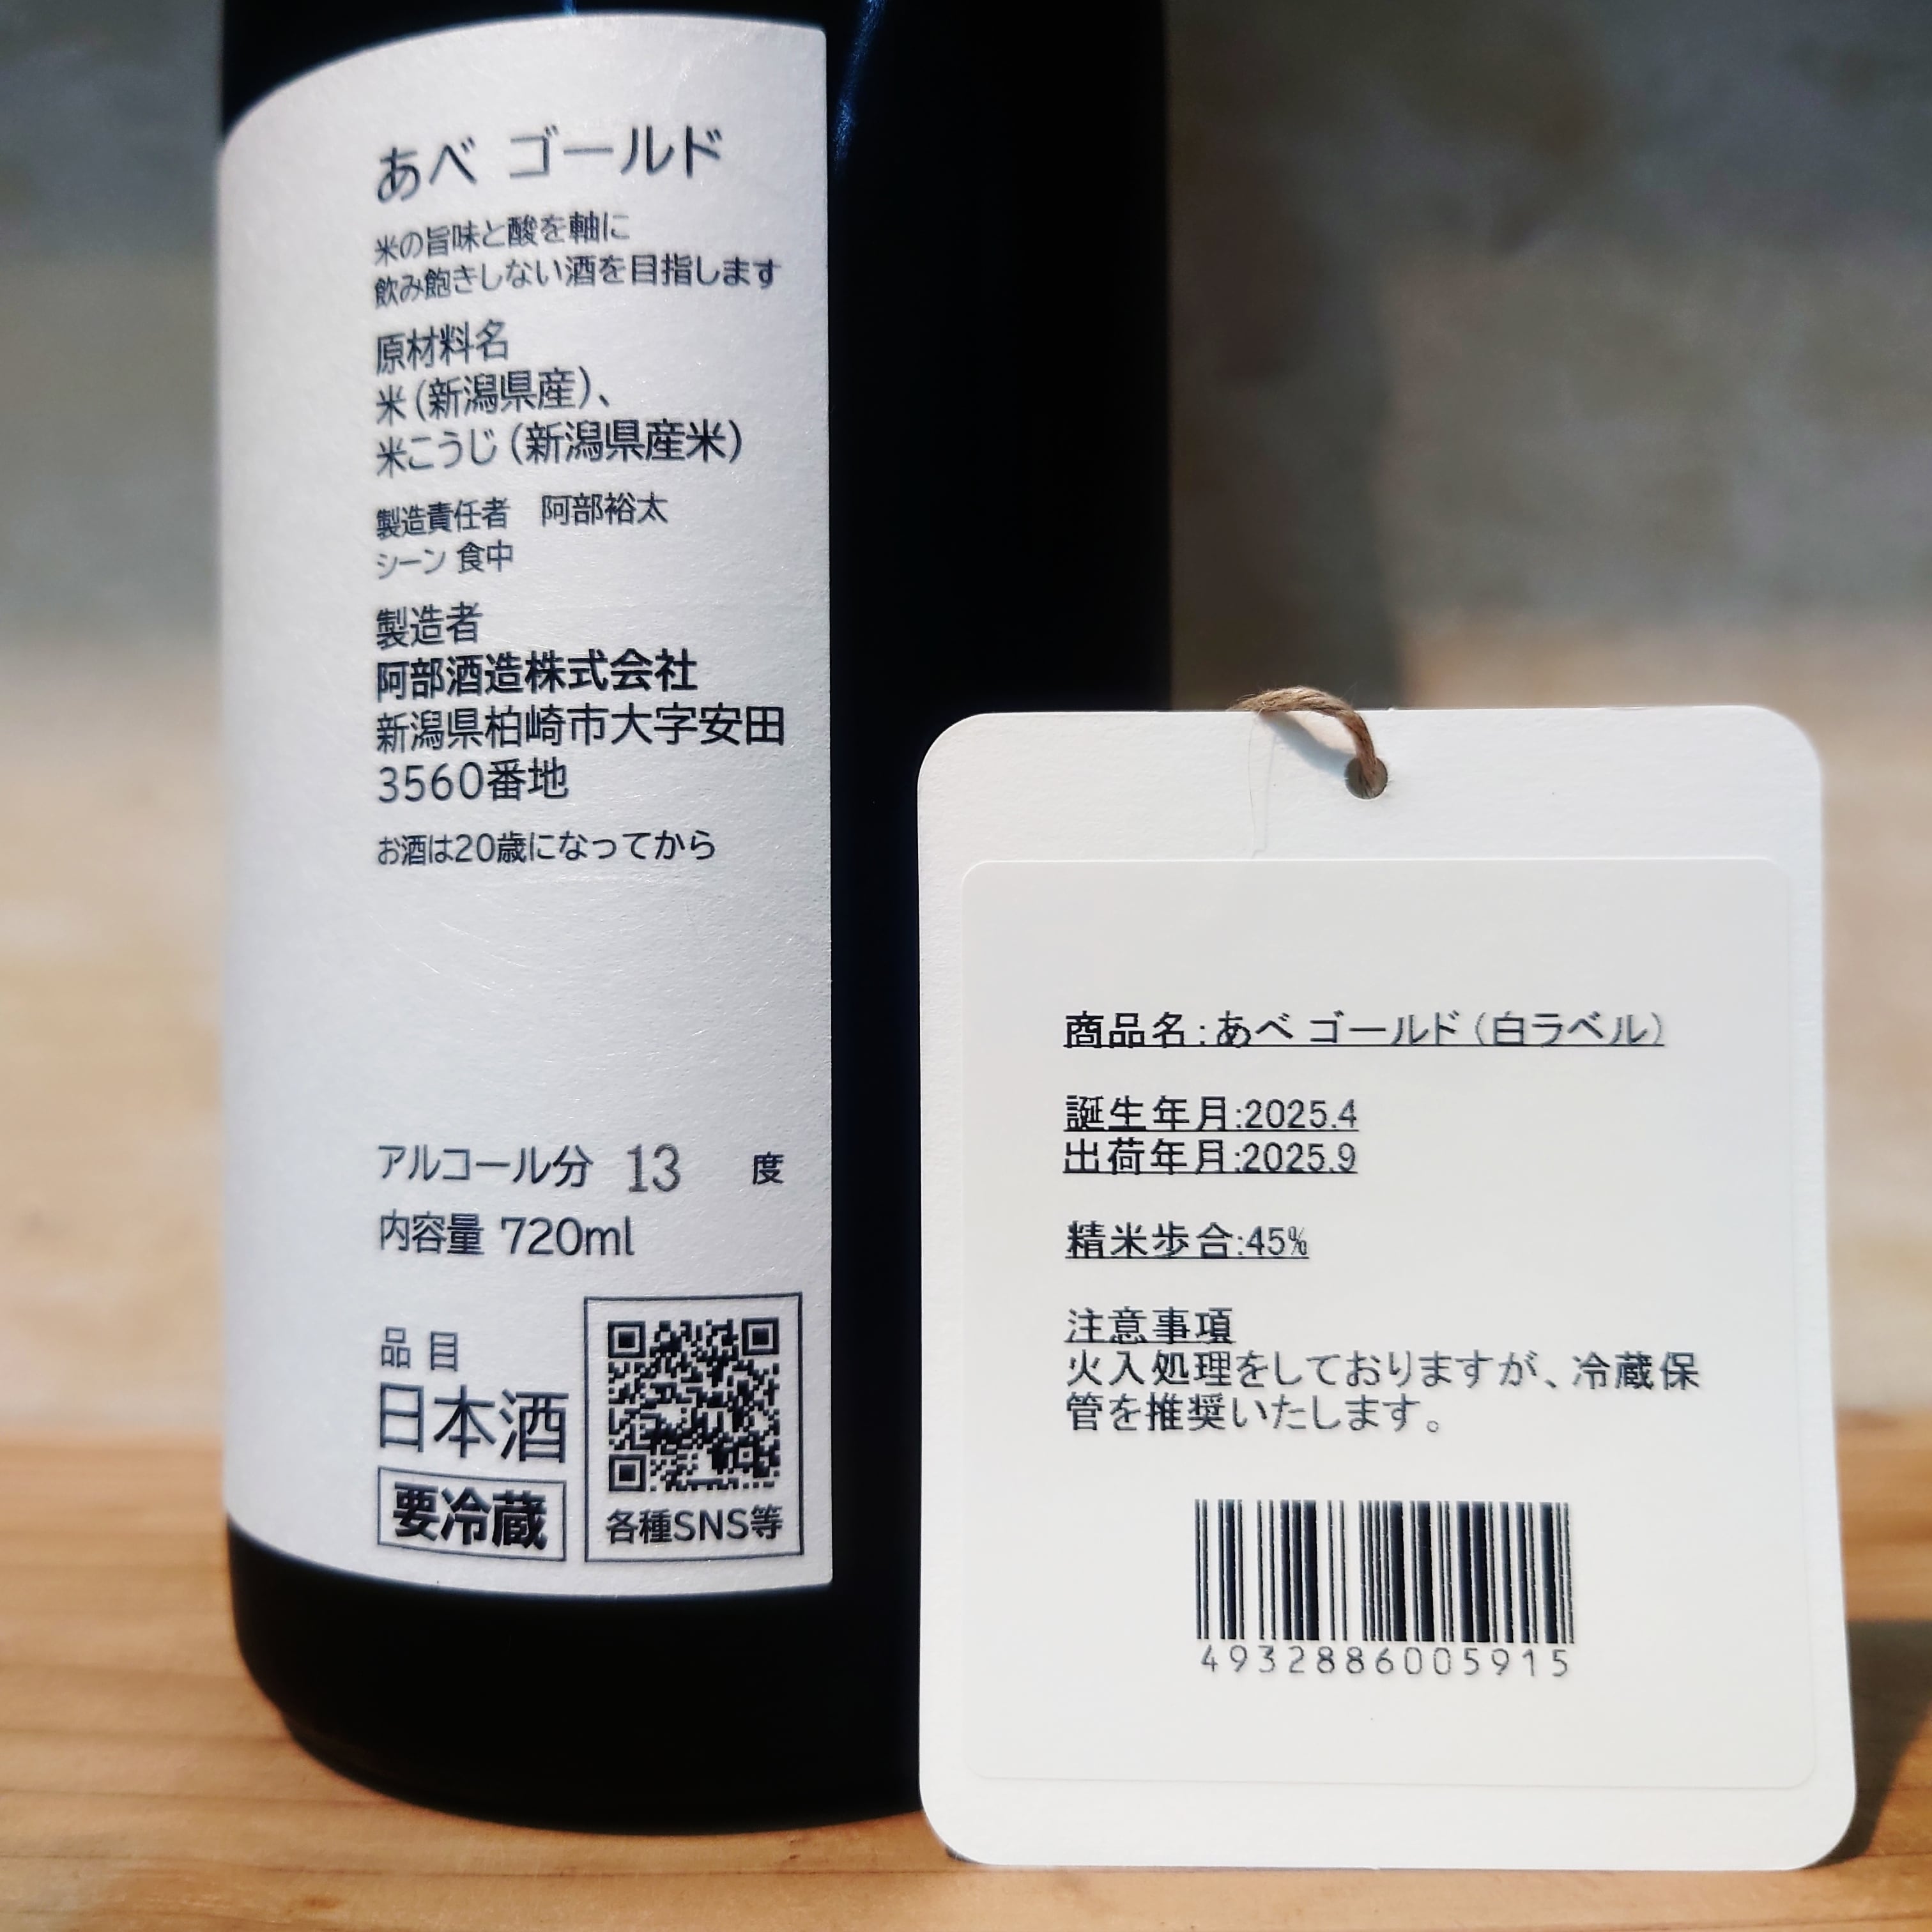 あべ ゴールド
米の旨味と酸を軸に
飲み飽きしない酒を目指します
原材料名
米(新潟県産)、
米こうじ(新潟県産米)
製造責任者　阿部裕太
シーン 食中
製造者
阿部酒造株式会社
新潟県柏崎市大字安田
3560番地
お酒は20歳になってから
アルコール分 13 度
内容量 720ml
品目
日本酒
要冷蔵
各種SNS等
商品名:あべ ゴールド(白ラベル)
誕生年月:2025.4
出荷年月:2025.9
精米歩合:45%
注意事項
火入処理をしておりますが、冷蔵保
管を推奨いたします。
4932886005915